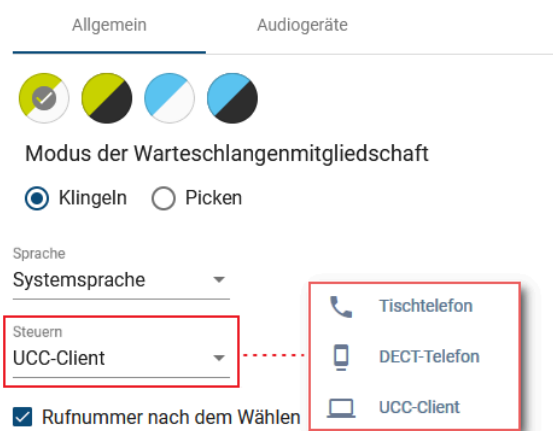 Allgemein Audiogeräte
Modus der Warteschlangenmitgliedschaft
Klingeln Picken
Sprache
Systemsprache
Steuern
UCC-Client
Tischtelefon
DECT-Telefon
UCC-Client
Rufnummer nach dem Wählen